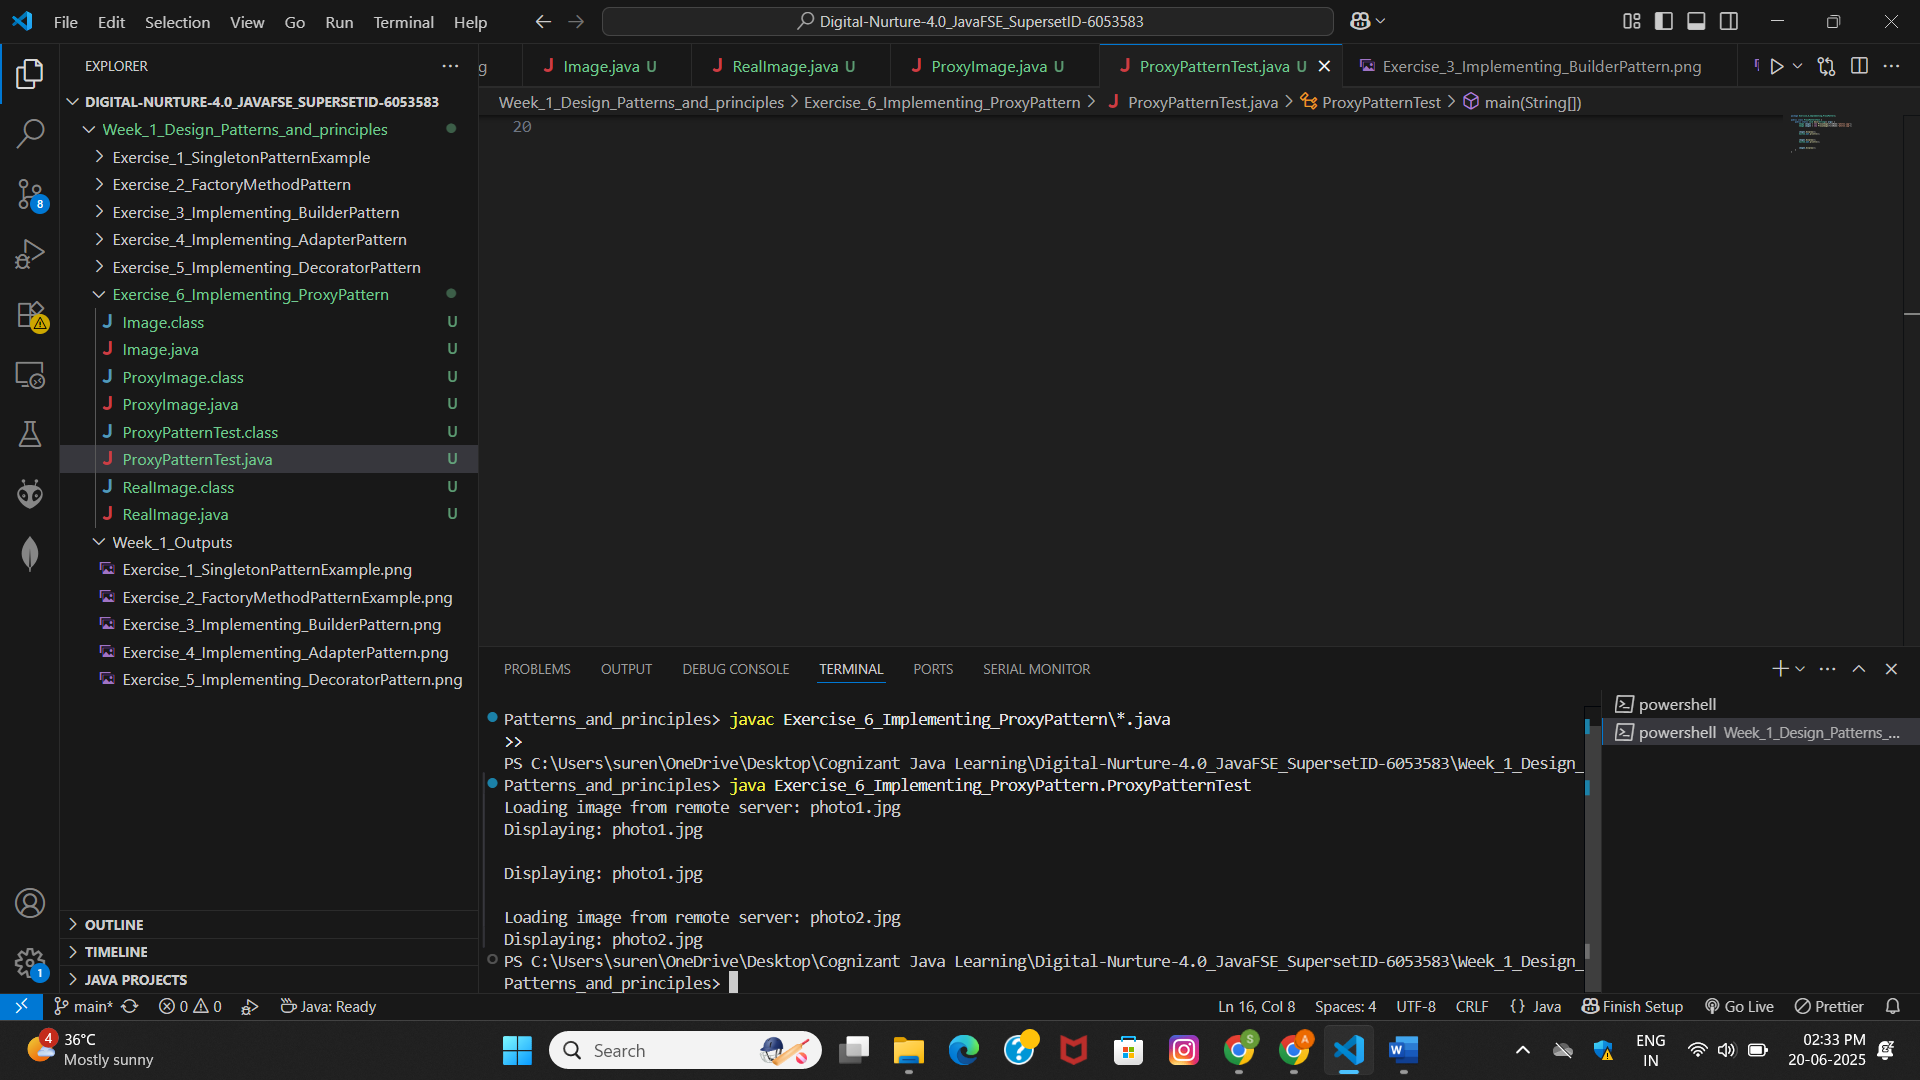 File Edit Selection View Go Run Terminal Help
Digital-Nurture-4.0_JavaFSE_SupersetID-6053583
EXPLORER
g
Image.java U
RealImage.java U
ProxyImage.java U
ProxyPatternTest.java U
Exercise_3_Implementing_BuilderPattern.png
Week_1_Design_Patterns_and_principles > Exercise_6_Implementing_ProxyPattern > ProxyPatternTest.java > ProxyPatternTest > main(String[])
20
DIGITAL-NURTURE-4.0_JAVAFSE_SUPERSETID-6053583
Week_1_Design_Patterns_and_principles
Exercise_1_SingletonPatternExample
Exercise_2_FactoryMethodPattern
Exercise_3_Implementing_BuilderPattern
Exercise_4_Implementing_AdapterPattern
Exercise_5_Implementing_DecoratorPattern
Exercise_6_Implementing_ProxyPattern
Image.class U
Image.java U
ProxyImage.class U
ProxyImage.java U
ProxyPatternTest.class U
ProxyPatternTest.java U
RealImage.class U
RealImage.java U
Week_1_Outputs
Exercise_1_SingletonPatternExample.png
Exercise_2_FactoryMethodPatternExample.png
Exercise_3_Implementing_BuilderPattern.png
Exercise_4_Implementing_AdapterPattern.png
Exercise_5_Implementing_DecoratorPattern.png
OUTLINE
TIMELINE
JAVA PROJECTS
8
1
PROBLEMS OUTPUT DEBUG CONSOLE TERMINAL PORTS SERIAL MONITOR
Patterns_and_principles> javac Exercise_6_Implementing_ProxyPattern\*.java
>>
PS C:\Users\suren\OneDrive\Desktop\Cognizant Java Learning\Digital-Nurture-4.0_JavaFSE_SupersetID-6053583\Week_1_Design_
Patterns_and_principles> java Exercise_6_Implementing_ProxyPattern.ProxyPatternTest
Loading image from remote server: photo1.jpg
Displaying: photo1.jpg
Displaying: photo1.jpg
Loading image from remote server: photo2.jpg
Displaying: photo2.jpg
PS C:\Users\suren\OneDrive\Desktop\Cognizant Java Learning\Digital-Nurture-4.0_JavaFSE_SupersetID-6053583\Week_1_Design_
Patterns_and_principles>
powershell
powershell Week_1_Design_Patterns_...
main* 0 0 Java: Ready
Ln 16, Col 8 Spaces: 4 UTF-8 CRLF {} Java Finish Setup Go Live Prettier
4
36°C
Mostly sunny
Search
S
A
W
ENG
IN
02:33 PM
20-06-2025